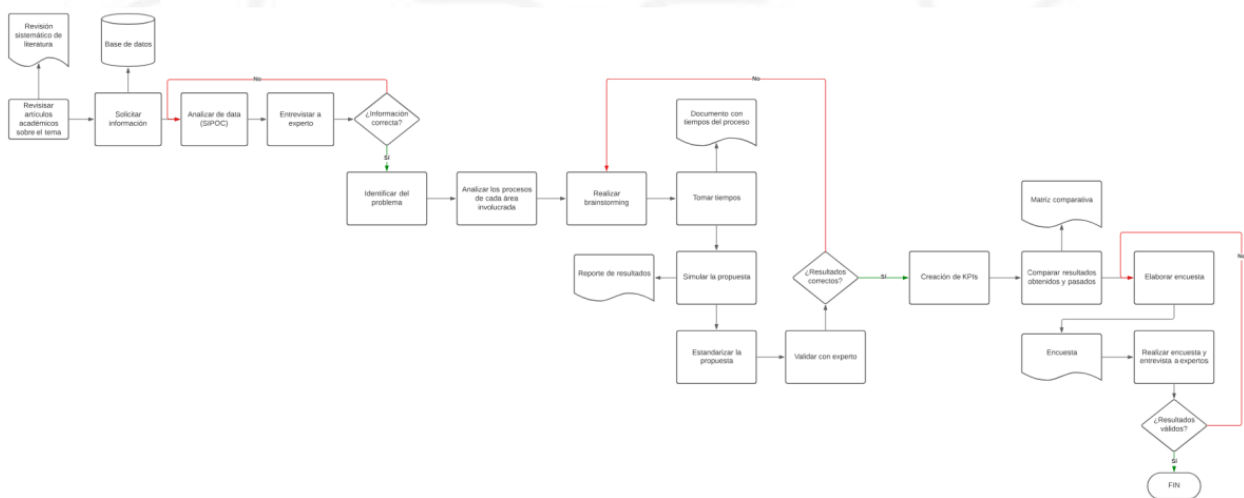 Revisión
sistemático de
literatura
Base de datos
Revisisar
artículos
académicos
sobre el tema
Solicitar
información
No
Analizar de data
(SIPOC)
Entrevistar a
experto
¿Información
correcta?
Sí
Identificar del
problema
Analizar los procesos
de cada área
involucrada
Realizar
brainstorming
No
Documento con
tiempos del proceso
Tomar tiempos
Reporte de resultados
Simular la propuesta
Estandarizar la
propuesta
Validar con experto
¿Resultados
correctos?
Sí
Creación de KPIs
Matriz comparativa
Comparar resultados
obtenidos y pasados
No
Elaborar encuesta
Encuesta
Realizar encuesta y
entrevista a expertos
¿Resultados
válidos?
Sí
FIN